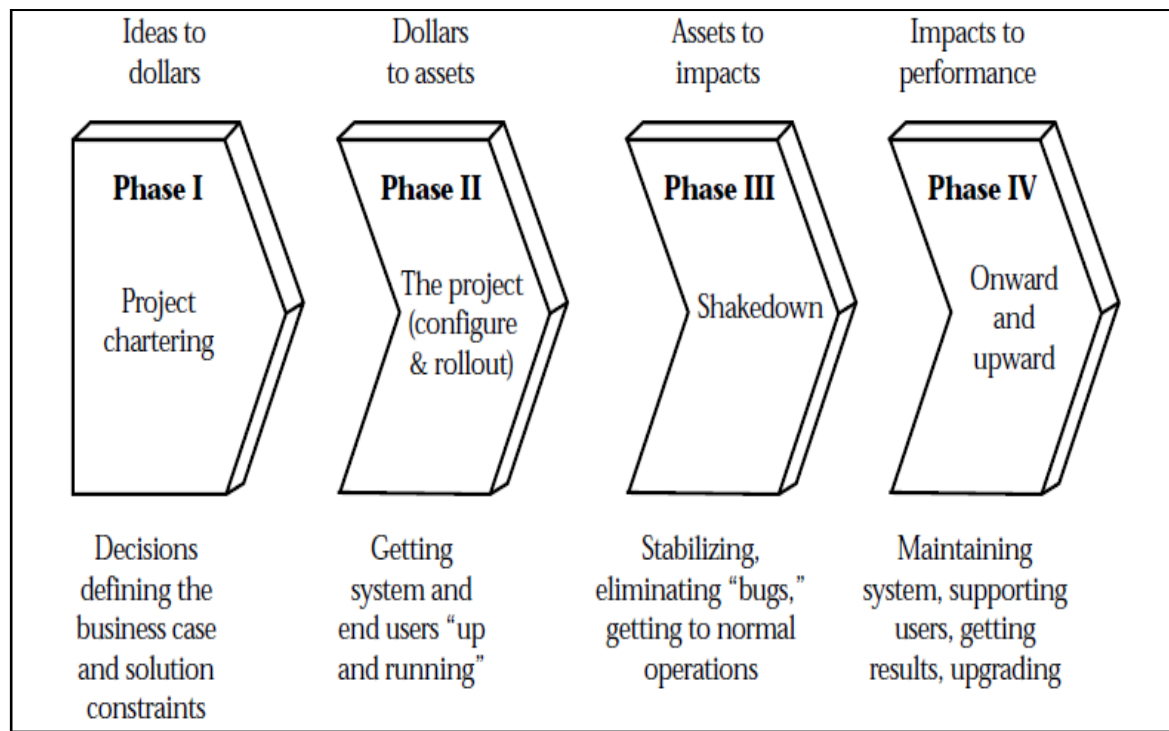 Ideas to
dollars
Dollars
to assets
Assets to
impacts
Impacts to
performance
Phase I
Project
chartering
Phase II
The project
(configure
& rollout)
Phase III
Shakedown
Phase IV
Onward
and
upward
Decisions
defining the
business case
and solution
constraints
Getting
system and
end users “up
and running”
Stabilizing,
eliminating “bugs,”
getting to normal
operations
Maintaining
system, supporting
users, getting
results, upgrading